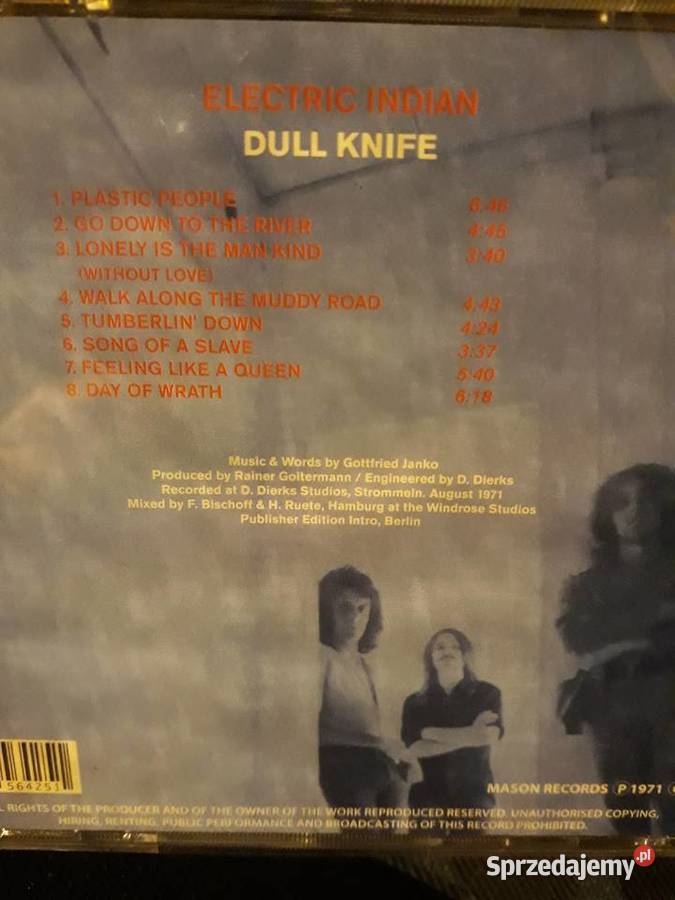 ELECTRIC INDIAN
DULL KNIFE
1. PLASTIC PEOPLE 6.46
2. GO DOWN TO THE RIVER 4:45
3. LONELY IS THE MAN KIND 3:40
(WITHOUT LOVE)
4. WALK ALONG THE MUDDY ROAD 4:43
5. TUMBERLIN' DOWN 4:24
6. SONG OF A SLAVE 3:37
7. FEELING LIKE A QUEEN 5:40
8. DAY OF WRATH 6:18
Music & Words by Gottfried Janko
Produced by Rainer Goltermann / Engineered by D. Dierks
Recorded at D. Dierks Studios, Strommeln. August 1971
Mixed by F. Bischoff & H. Ruete, Hamburg at the Windrose Studios
Publisher Edition Intro, Berlin
564251
MASON RECORDS ℗ 1971
L RIGHTS OF THE PRODUCER AND OF THE OWNER OF THE WORK REPRODUCED RESERVED. UNAUTHORISED COPYING,
HIRING, RENTING, PUBLIC PERFORMANCE AND BROADCASTING OF THIS RECORD PROHIBITED.
Sprzedajemy.pl